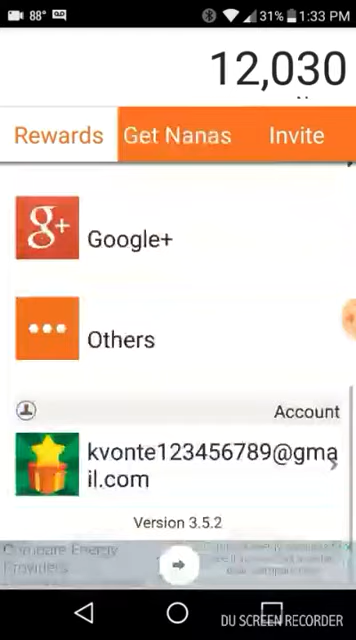 88° 31% 1:33 PM
12,030
Rewards Get Nanas Invite
g+ Google+
Others
Account
kvonte123456789@gma
il.com
Version 3.5.2
Compare Energy
Providers
DU SCREEN RECORDER